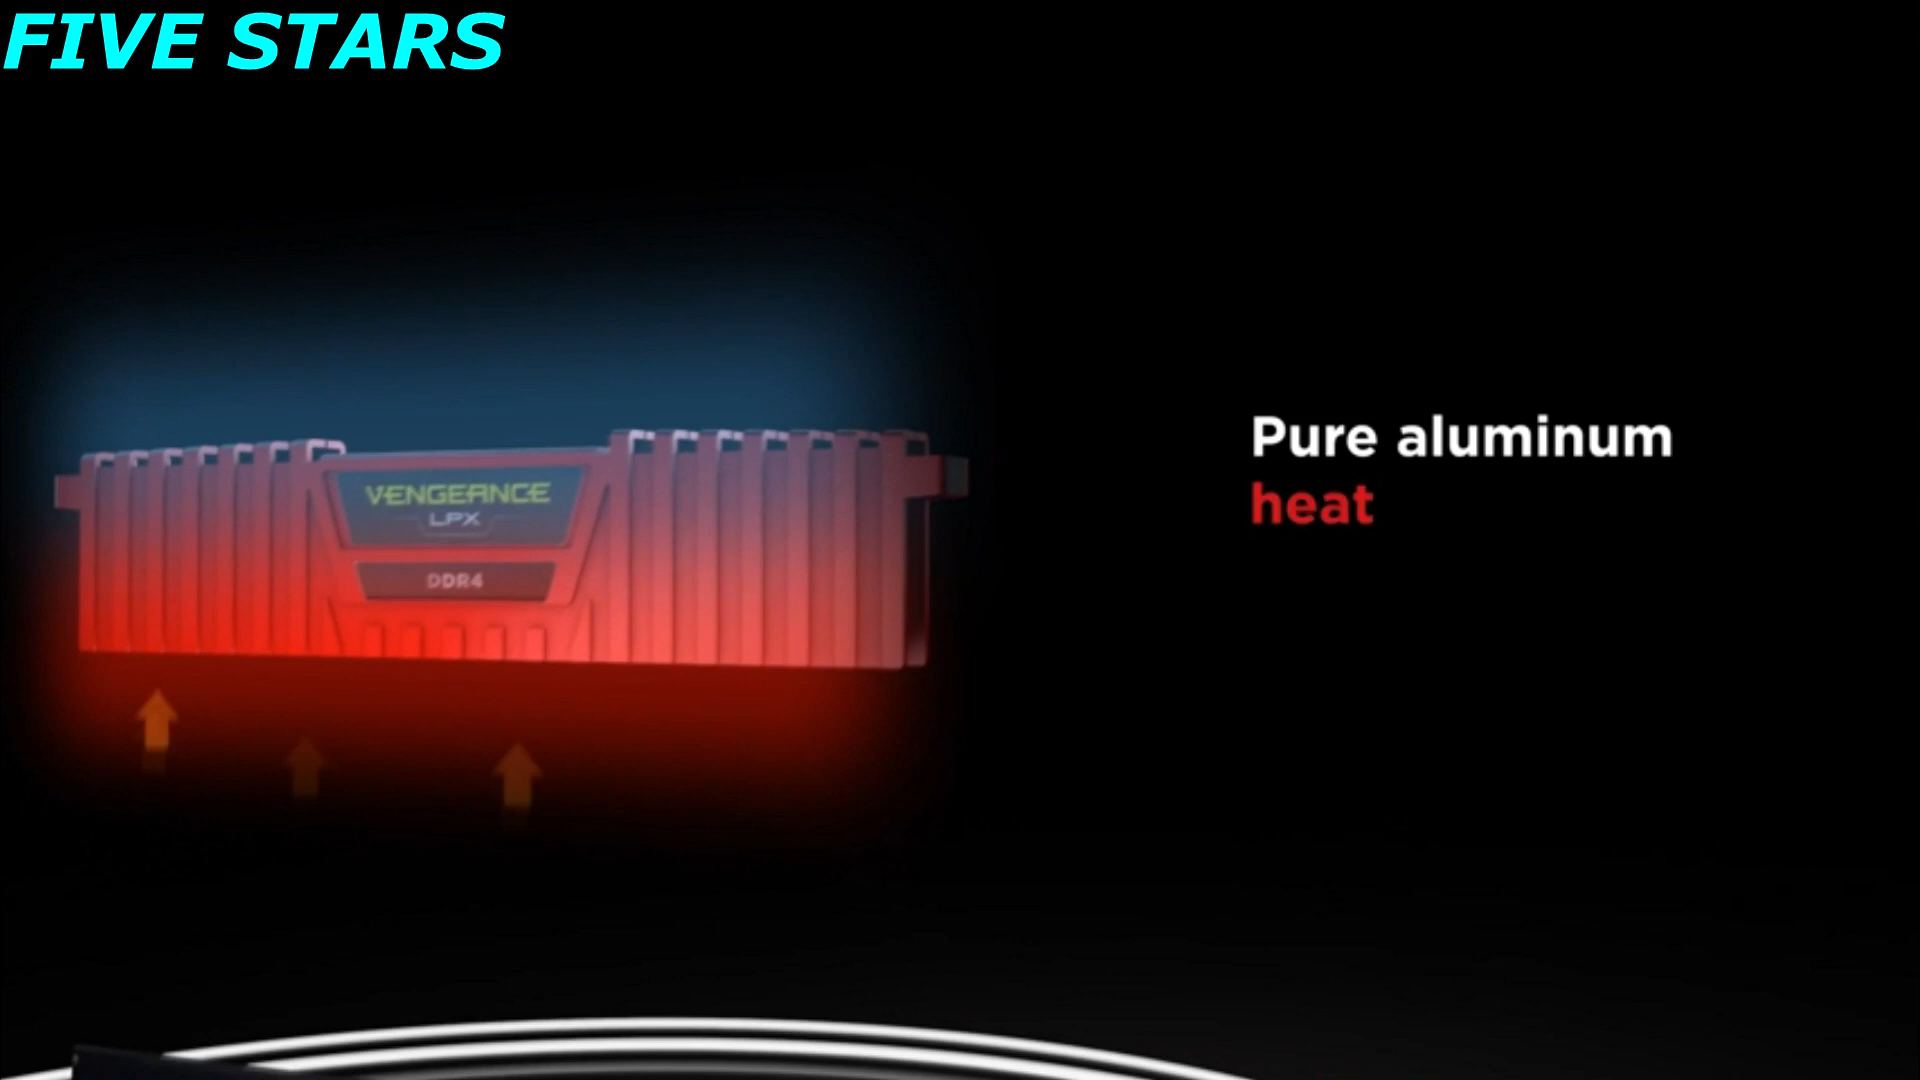 FIVE STARS
VENGEANCE
LPX
DDR4
Pure aluminum
heat